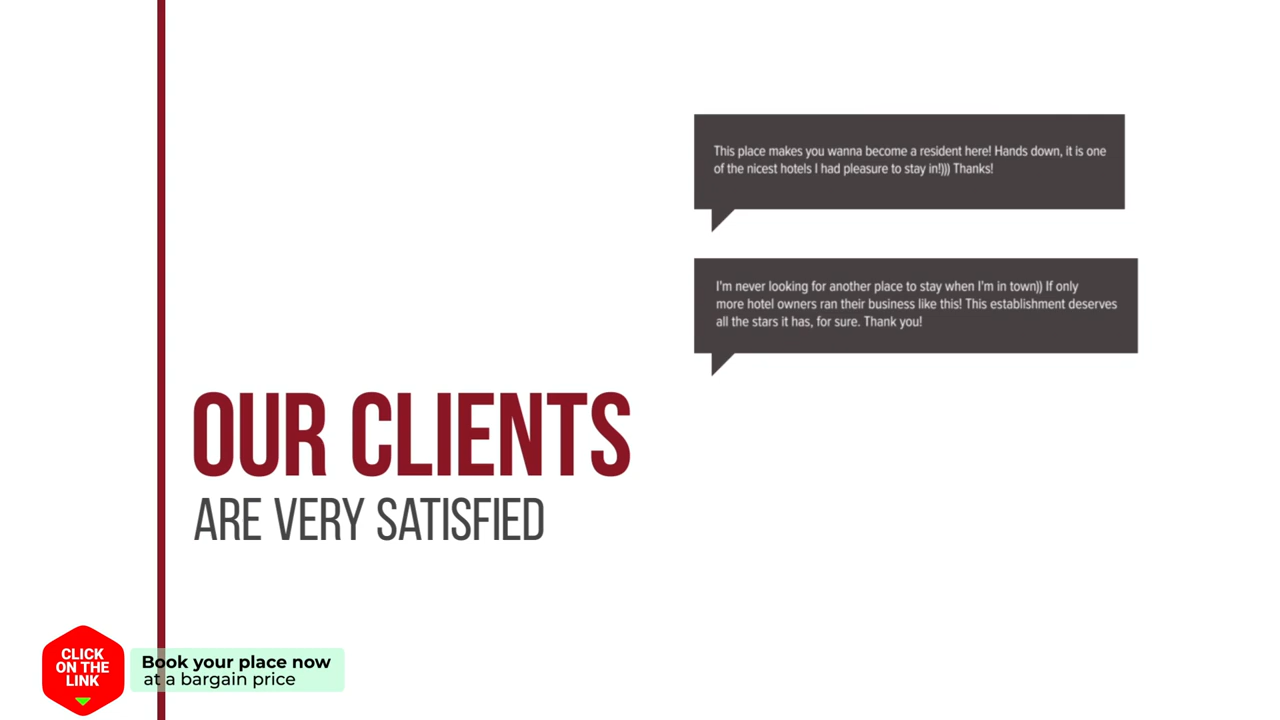 This place makes you wanna become a resident here! Hands down, it is one
of the nicest hotels I had pleasure to stay in!))) Thanks!
I'm never looking for another place to stay when I'm in town)) If only
more hotel owners ran their business like this! This establishment deserves
all the stars it has, for sure. Thank you!
OUR CLIENTS
ARE VERY SATISFIED
CLICK
ON THE
LINK
Book your place now
at a bargain price